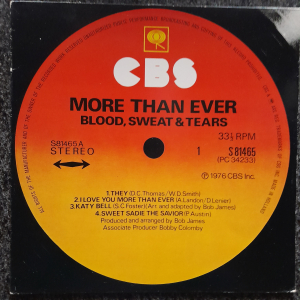 CBS
MORE THAN EVER
BLOOD, SWEAT & TEARS
S81465A
STEREO
33⅓ RPM
1
S 81465
(PC 34233)
℗ 1976 CBS Inc.
1. THEY (D.C. Thomas/W.D. Smith)
2. I LOVE YOU MORE THAN EVER (A. Landon/D. Lerier)
3. KATY BELL (S.C Foster) (Arr. and adapted by Bob James)
4. SWEET SADIE THE SAVIOR (P. Austin)
Produced and arranged by Bob James
Associate Producer Bobby Colomby